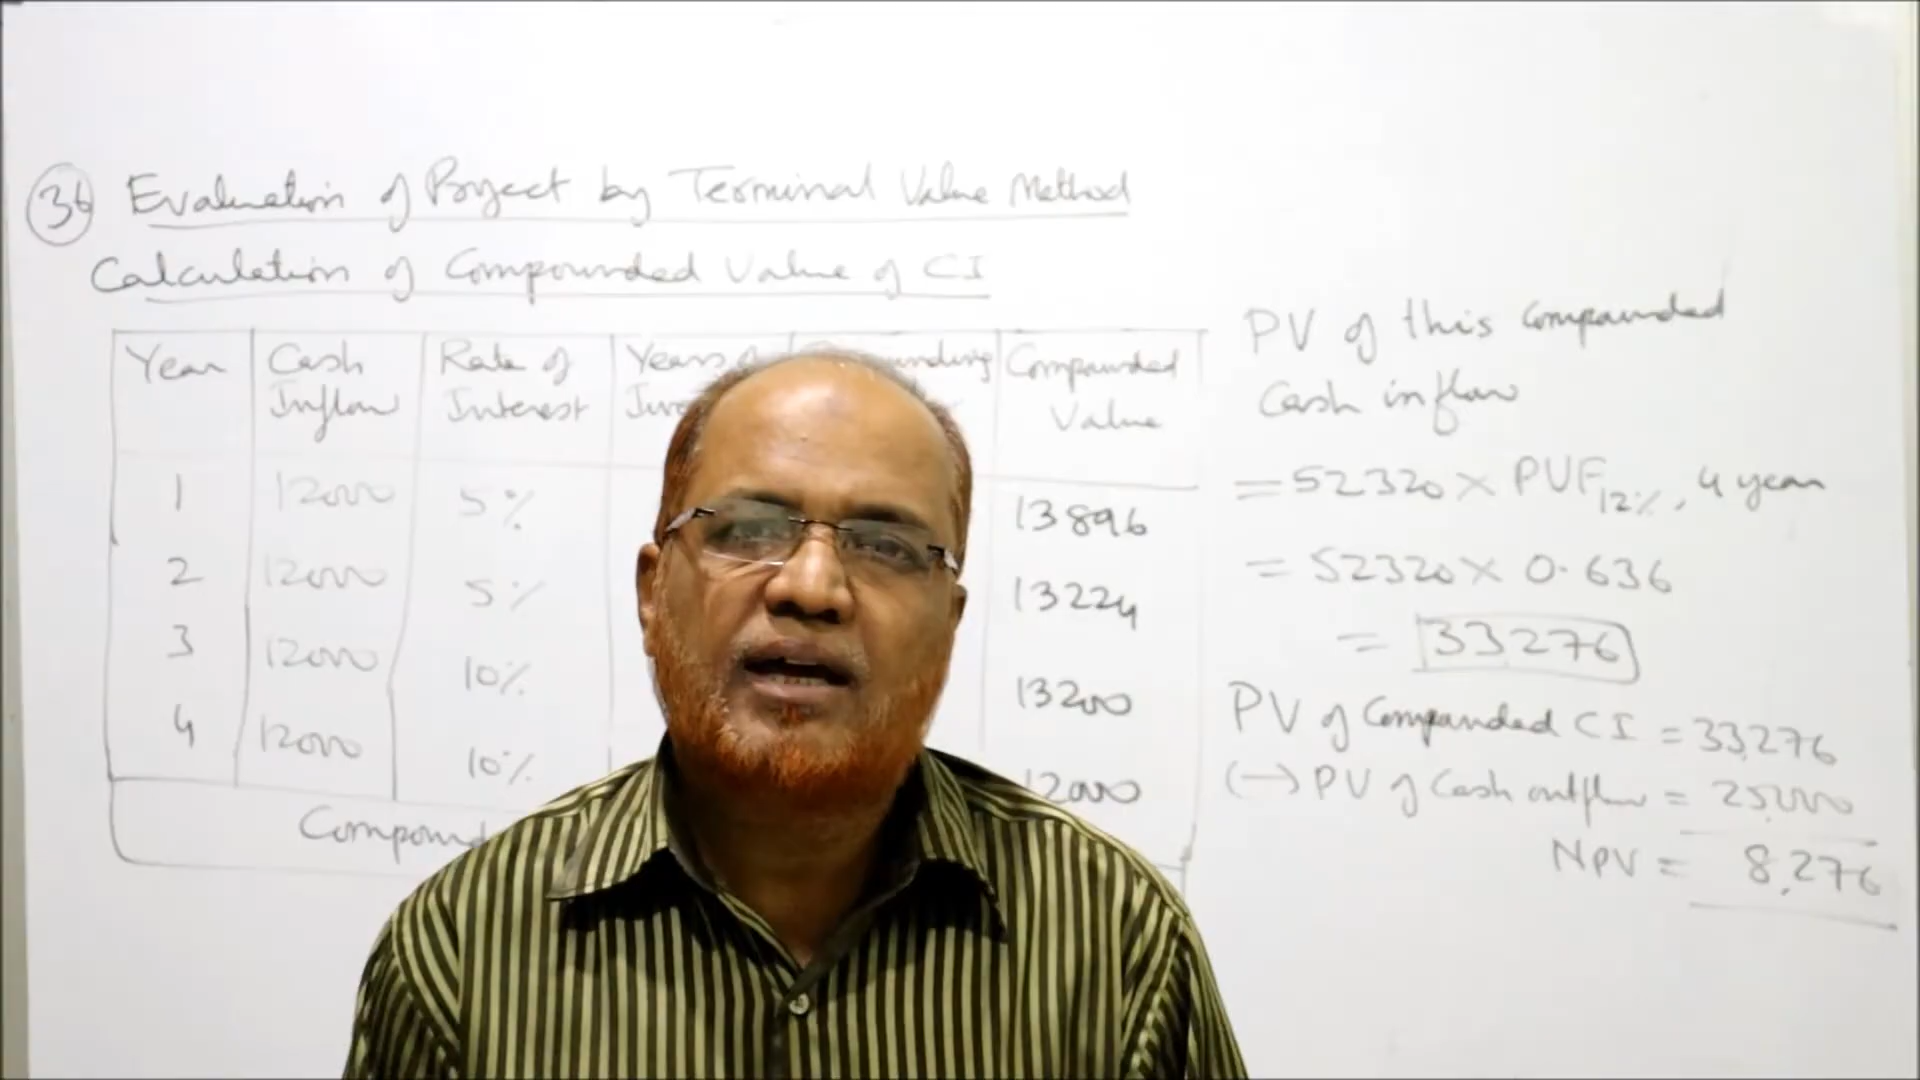 36 Evaluation of Project by Terminal Value Method
Calculation of Compounded Value of CI
Year Cash Inflow Rate of Interest Years Compounded Value
1 12000 5% 13896
2 12000 5% 13224
3 12000 10% 13200
4 12000 10% 12000
PV of this Compounded
Cash inflow
= 52320 × PVF12%, 4 year
= 52320 × 0.636
= 33276
PV of Compounded CI = 33,276
(-) PV of Cash outflow = 25,000
NPV = 8,276